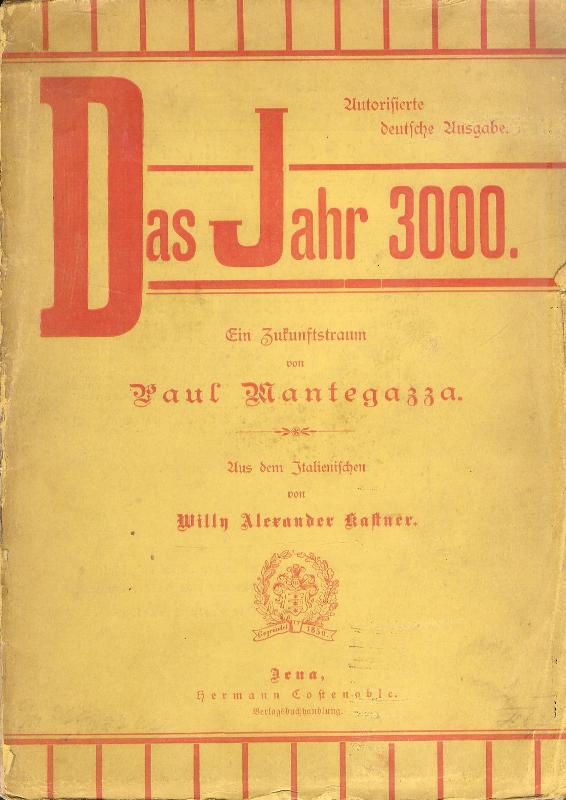 Autorisierte
deutsche Ausgabe.
Das Jahr 3000.
Ein Zukunftstraum
von
Paul Mantegazza.
Aus dem Italienischen
von
Willy Alexander Kastner.
Gegründet 1850.
Jena,
Hermann Costenoble.
Verlagsbuchhandlung.